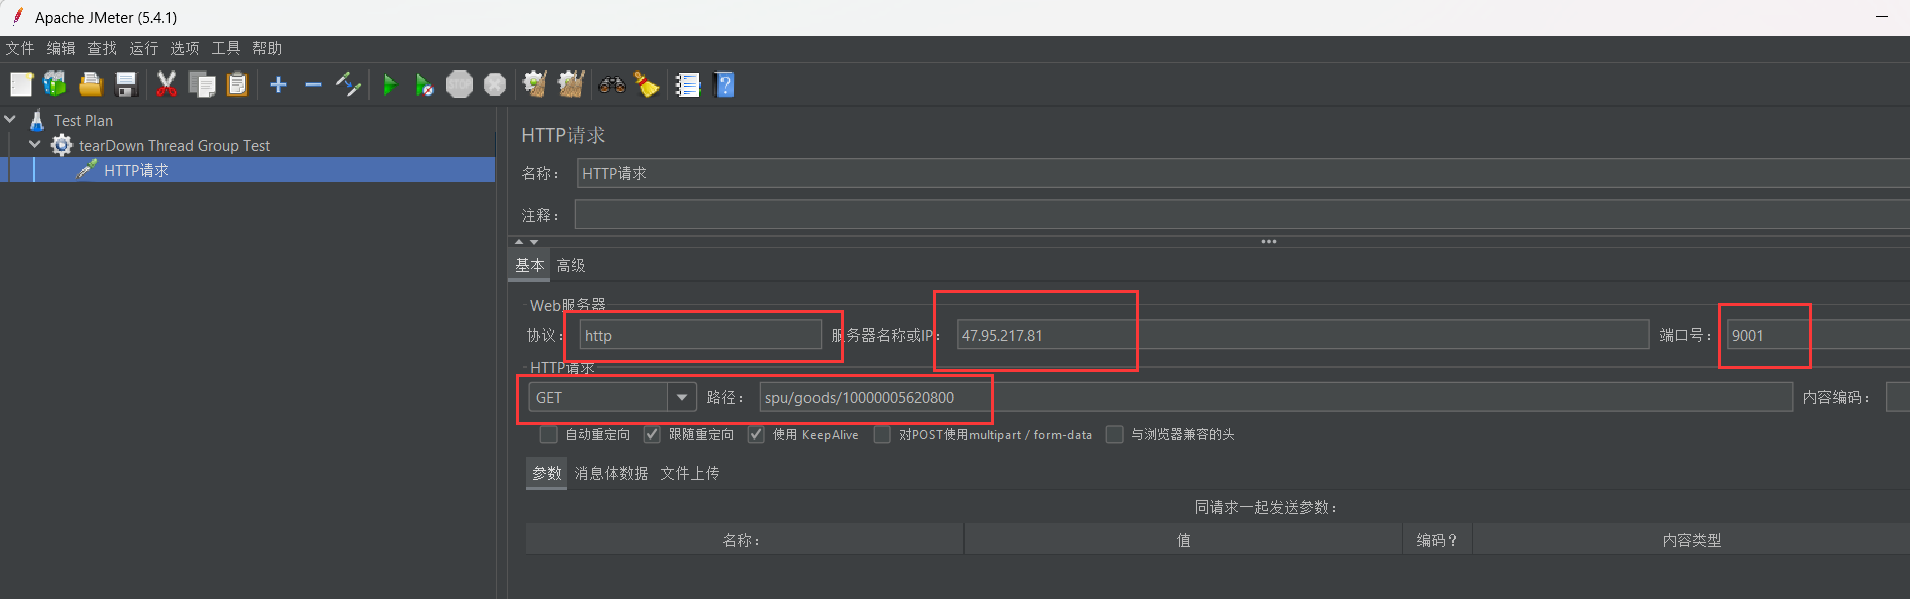 Apache JMeter (5.4.1)
文件 编辑 查找 运行 选项 工具 帮助
Test Plan
tearDown Thread Group Test
HTTP请求
HTTP请求
名称： HTTP请求
注释：
基本 高级
Web服务器
协议： http 服务器名称或IP： 47.95.217.81 端口号： 9001
HTTP请求
GET 路径： spu/goods/10000005620800 内容编码：
自动重定向 跟随重定向 使用 KeepAlive 对POST使用multipart / form-data 与浏览器兼容的头
参数 消息体数据 文件上传
同请求一起发送参数：
名称： 值 编码？ 内容类型